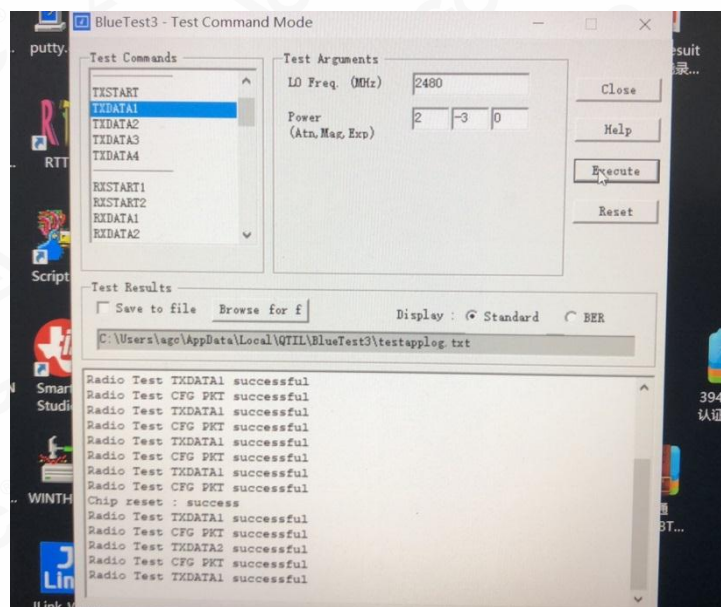 BlueTest3 - Test Command Mode
putty.
esuit
录...
Test Commands
Test Arguments
TXSTART
TXDATA1
TXDATA2
TXDATA3
TXDATA4
RXSTART1
RXSTART2
RXDATA1
RXDATA2
LO Freq. (MHz) 2480
Power
(Atn, Mag, Exp) 2 -3 0
Close
Help
Execute
Reset
RTT
Script
Test Results
Save to file Browse for f Display : Standard BER
C:\Users\agc\AppData\Local\QTIL\BlueTest3\testapplog.txt
Smar
Studi
394
认证
Radio Test TXDATA1 successful
Radio Test CFG PKT successful
Radio Test TXDATA1 successful
Radio Test CFG PKT successful
Radio Test TXDATA1 successful
Radio Test CFG PKT successful
Radio Test TXDATA1 successful
Radio Test CFG PKT successful
Chip reset : success
Radio Test TXDATA1 successful
Radio Test CFG PKT successful
Radio Test TXDATA2 successful
Radio Test CFG PKT successful
Radio Test TXDATA1 successful
WINTH
BT...
J
Lin